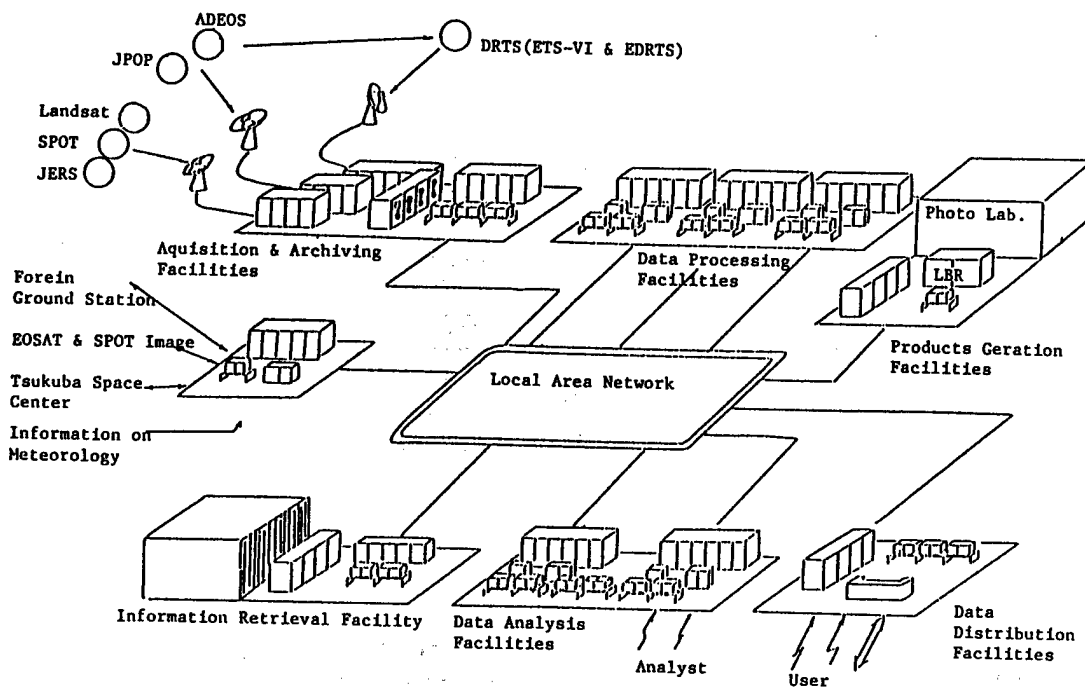 ADEOS
JPOP
DRTS(ETS-VI & EDRTS)
Landsat
SPOT
JERS
Aquisition & Archiving
Facilities
Data Processing
Facilities
Photo Lab.
LBR
Products Geration
Facilities
Forein
Ground Station
EOSAT & SPOT Image
Tsukuba Space
Center
Information on
Meteorology
Local Area Network
Information Retrieval Facility
Data Analysis
Facilities
Analyst
User
Data
Distribution
Facilities